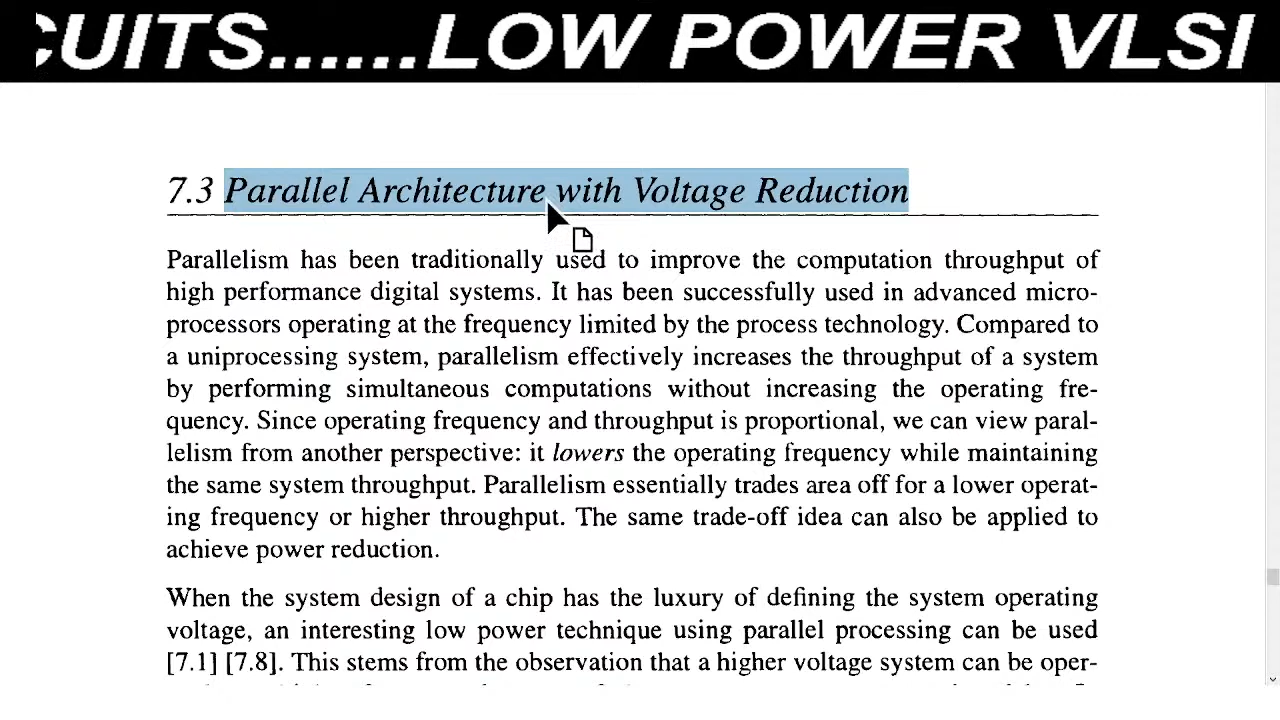 CUITS......LOW POWER VLSI
7.3 Parallel Architecture with Voltage Reduction
Parallelism has been traditionally used to improve the computation throughput of
high performance digital systems. It has been successfully used in advanced micro-
processors operating at the frequency limited by the process technology. Compared to
a uniprocessing system, parallelism effectively increases the throughput of a system
by performing simultaneous computations without increasing the operating fre-
quency. Since operating frequency and throughput is proportional, we can view paral-
lelism from another perspective: it lowers the operating frequency while maintaining
the same system throughput. Parallelism essentially trades area off for a lower operat-
ing frequency or higher throughput. The same trade-off idea can also be applied to
achieve power reduction.
When the system design of a chip has the luxury of defining the system operating
voltage, an interesting low power technique using parallel processing can be used
[7.1] [7.8]. This stems from the observation that a higher voltage system can be oper-